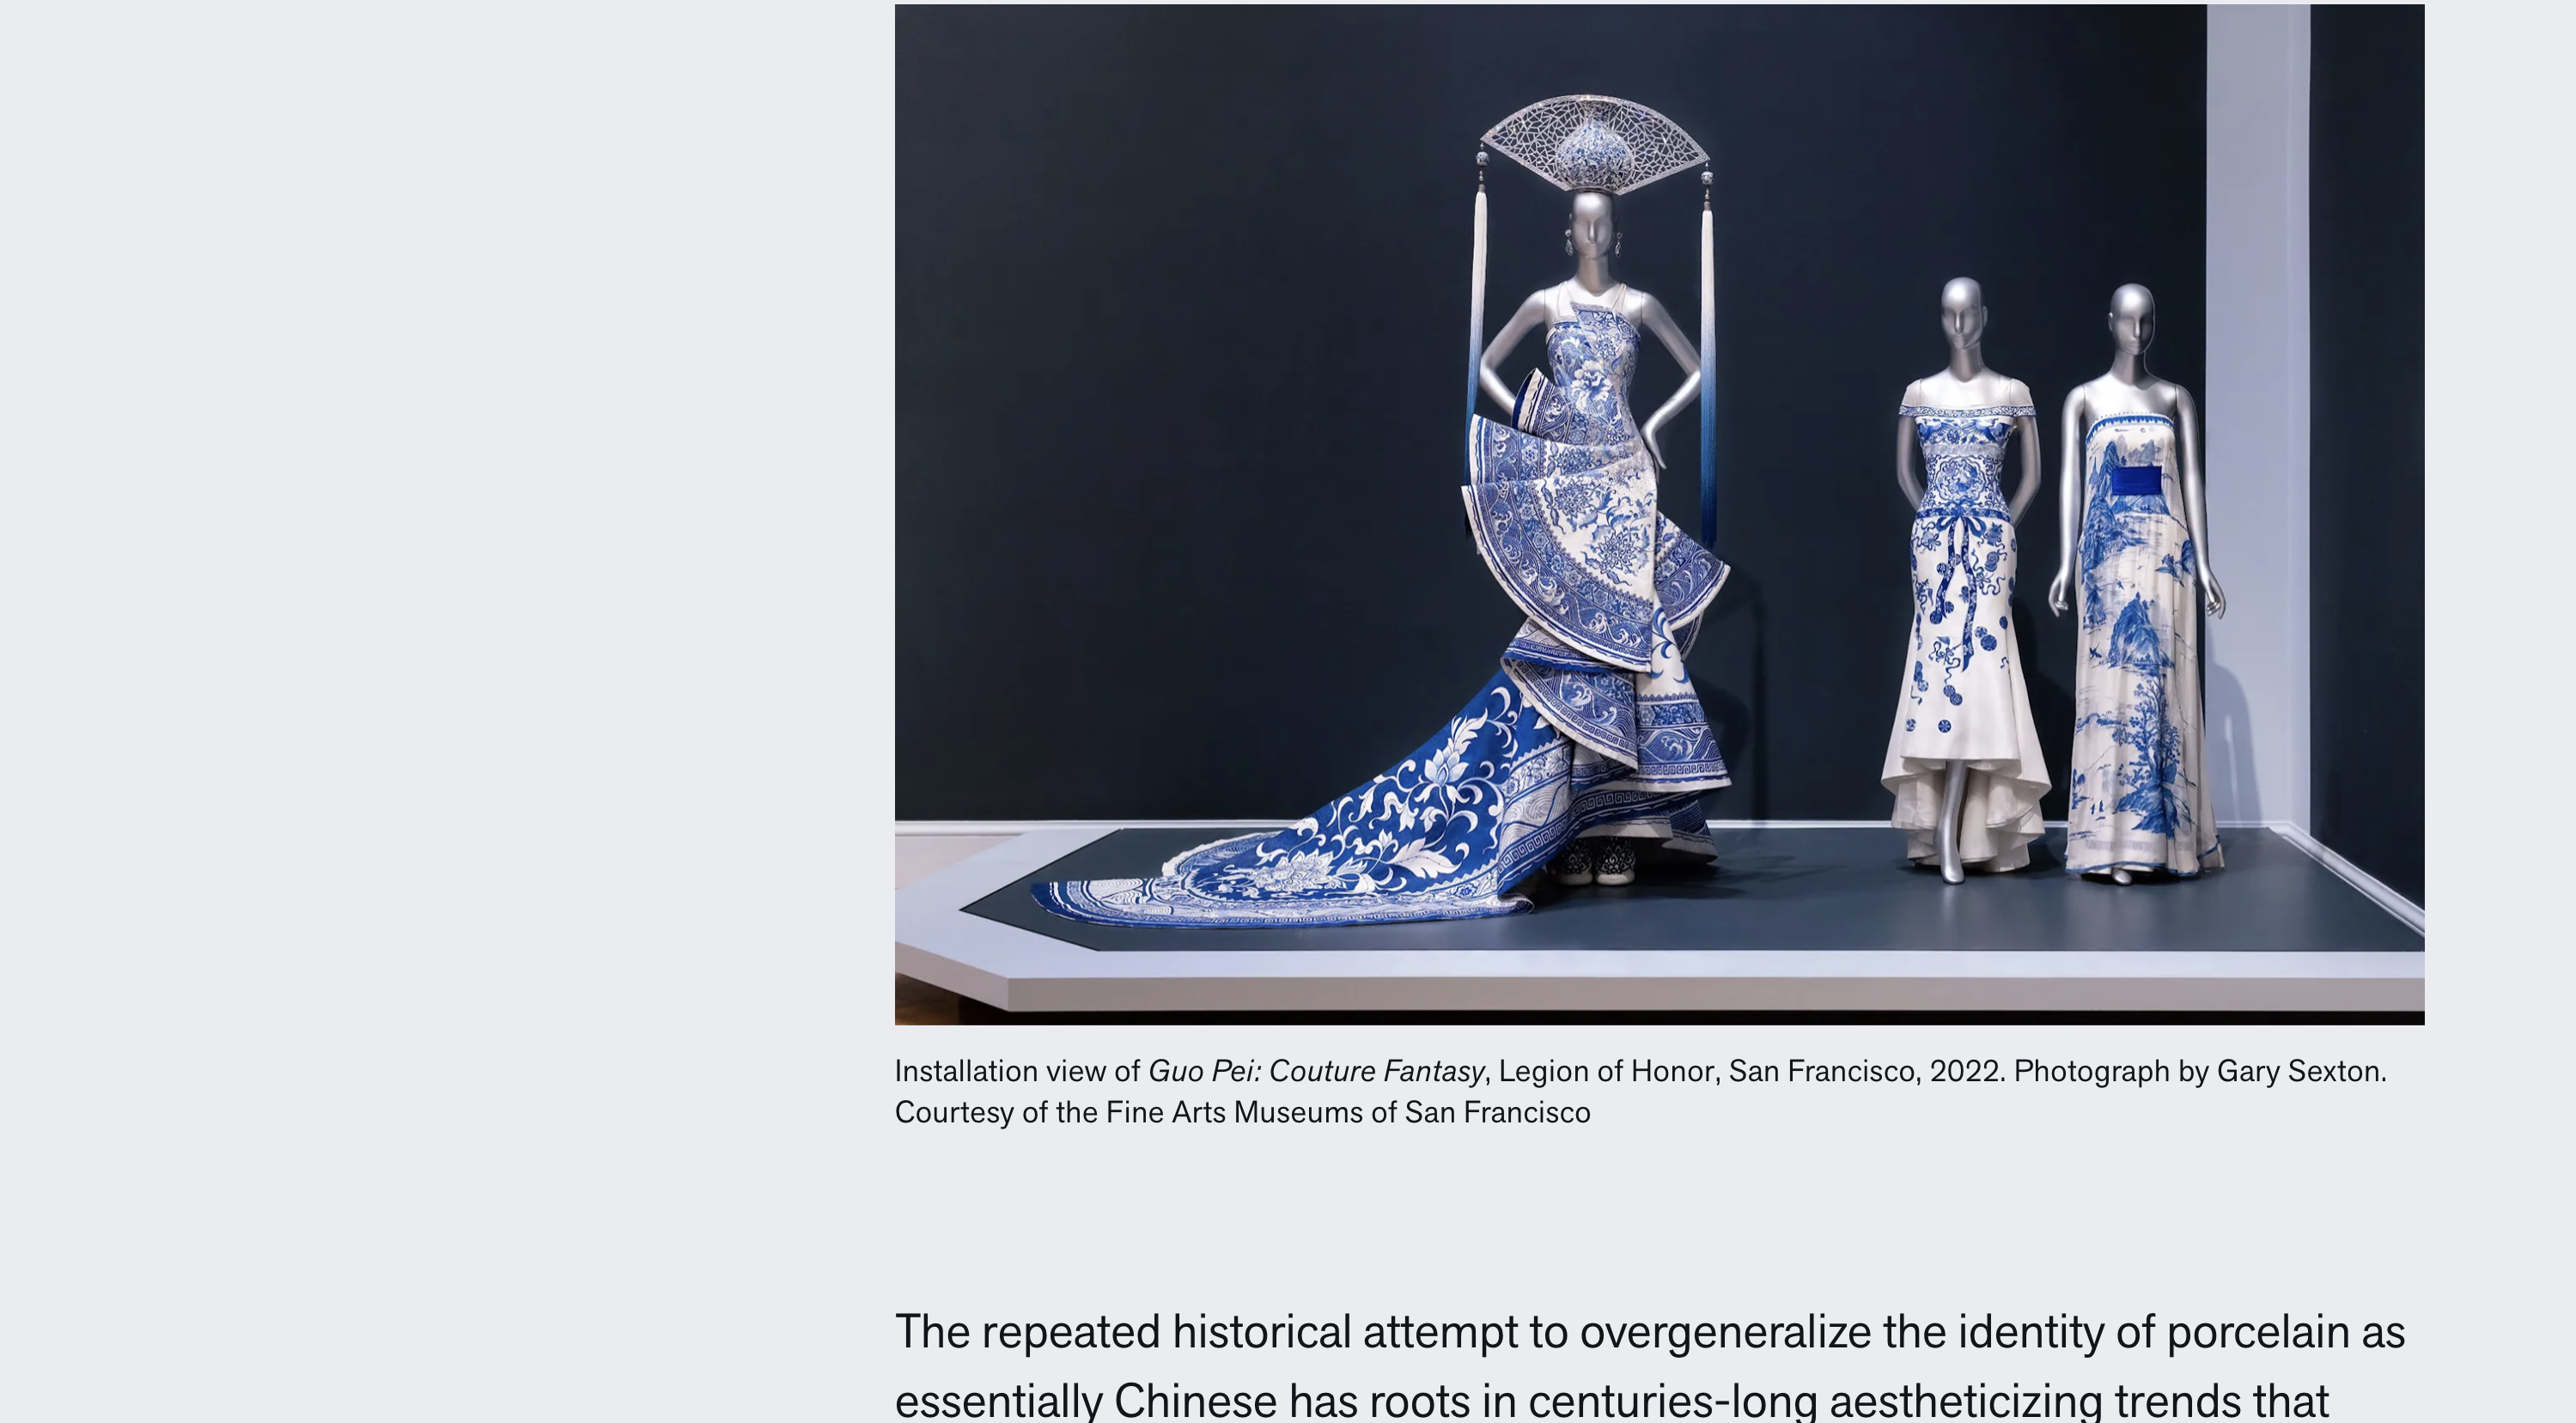 Installation view of Guo Pei: Couture Fantasy, Legion of Honor, San Francisco, 2022. Photograph by Gary Sexton.
Courtesy of the Fine Arts Museums of San Francisco
The repeated historical attempt to overgeneralize the identity of porcelain as
essentially Chinese has roots in centuries-long aestheticizing trends that